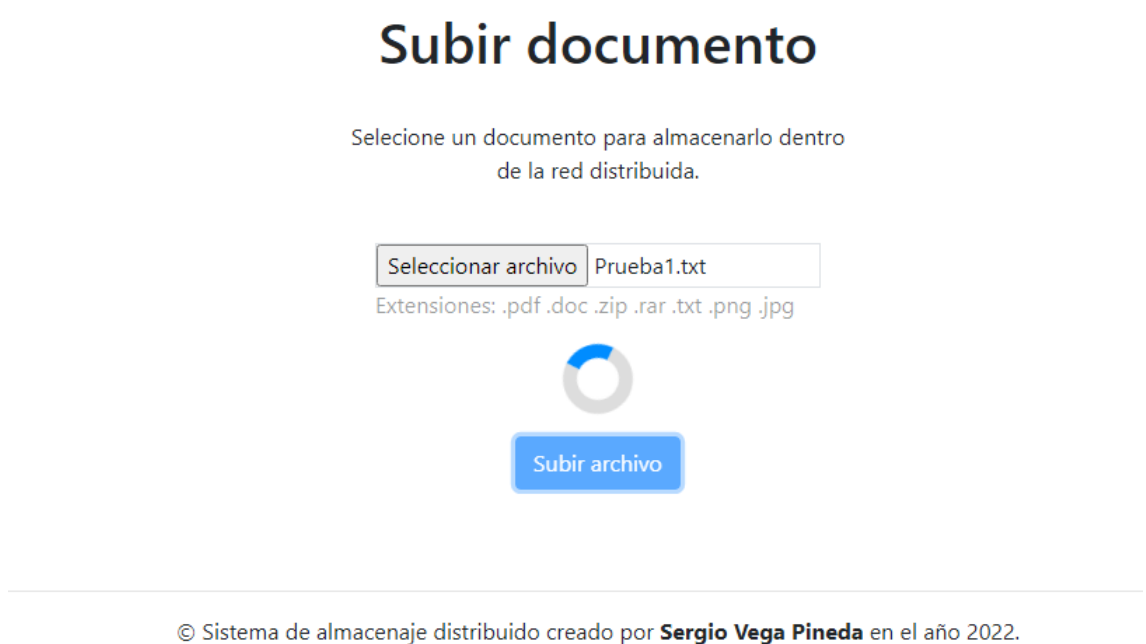 Subir documento
Selecione un documento para almacenarlo dentro
de la red distribuida.
Seleccionar archivo Prueba1.txt
Extensiones: .pdf .doc .zip .rar .txt .png .jpg
Subir archivo
© Sistema de almacenaje distribuido creado por Sergio Vega Pineda en el año 2022.